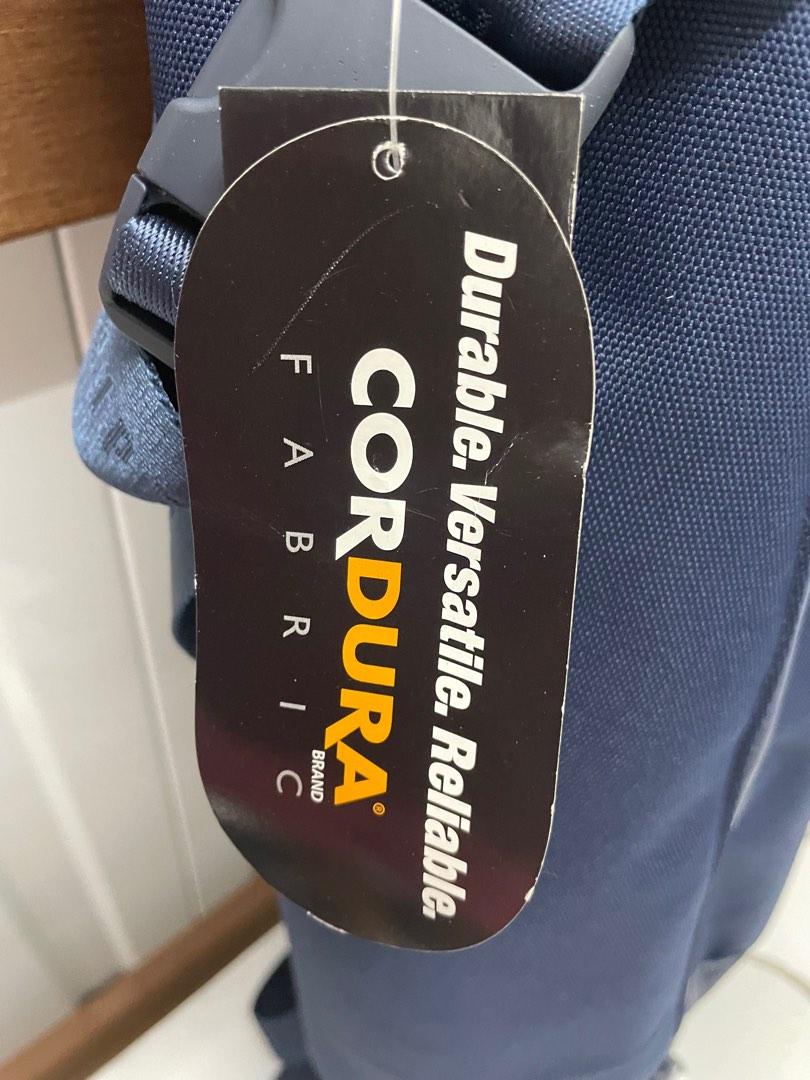 Durable. Versatile. Reliable.
CORDURA®
BRAND
FABRIC